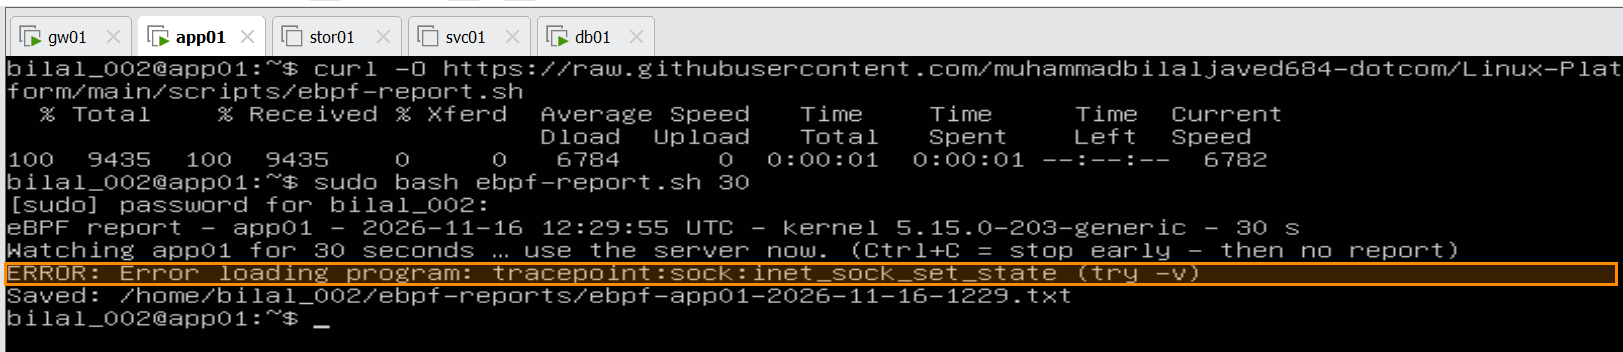 gw01 × app01 × stor01 × svc01 × db01 ×
bilal_002@app01:~$ curl -O https://raw.githubusercontent.com/muhammadbilaljaved684-dotcom/Linux-Plat
form/main/scripts/ebpf-report.sh
% Total % Received % Xferd Average Speed Time Time Time Current
Dload Upload Total Spent Left Speed
100 9435 100 9435 0 0 6784 0 0:00:01 0:00:01 --:--:-- 6782
bilal_002@app01:~$ sudo bash ebpf-report.sh 30
[sudo] password for bilal_002:
eBPF report - app01 - 2026-11-16 12:29:55 UTC - kernel 5.15.0-203-generic - 30 s
Watching app01 for 30 seconds … use the server now. (Ctrl+C = stop early - then no report)
ERROR: Error loading program: tracepoint:sock:inet_sock_set_state (try -v)
Saved: /home/bilal_002/ebpf-reports/ebpf-app01-2026-11-16-1229.txt
bilal_002@app01:~$ _